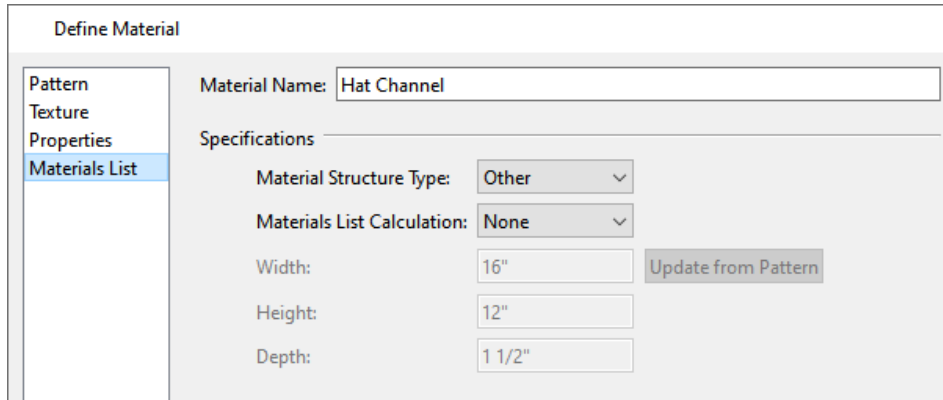 Define Material
Pattern
Texture
Properties
Materials List
Material Name: Hat Channel
Specifications
Material Structure Type: Other
Materials List Calculation: None
Width: 16" Update from Pattern
Height: 12"
Depth: 1 1/2"